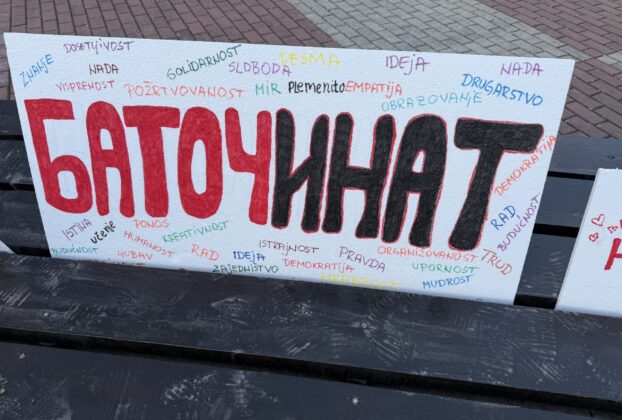 DOSETLJIVOST SOLIDARNOST PESMA IDEJA NADA
ZNANJE NADA SLOBODA DRUGARSTVO
VISPRENOST POŽRTVOVANOST MIR Plemenito EMPATIJA OBRAZOVANJE
БАТОЧИНАТ
DEMOKRATIJA
ISTINA učenje PONOS KREATIVNOST ISTRAJNOST PRAVDA ORGANIZOVANOST RAD BUDUĆNOST
BUDUĆNOST HUMANOST LJUBAV RAD IDEJA DEMOKRATIJA UPORNOST TRUD
ZAJEDNIŠTVO MUDROST